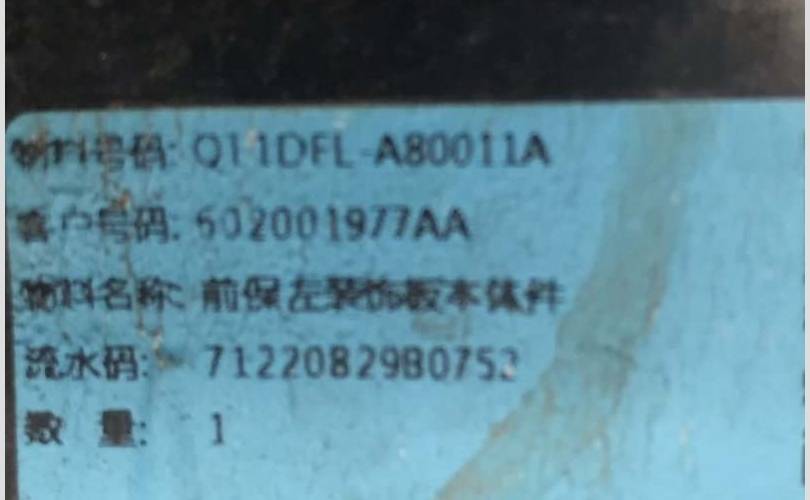 物料号码: Q11DFL-A80011A
客户号码: 602001977AA
物料名称: 前保左装饰板本体件
流水码: 71220829B0752
数 量: 1